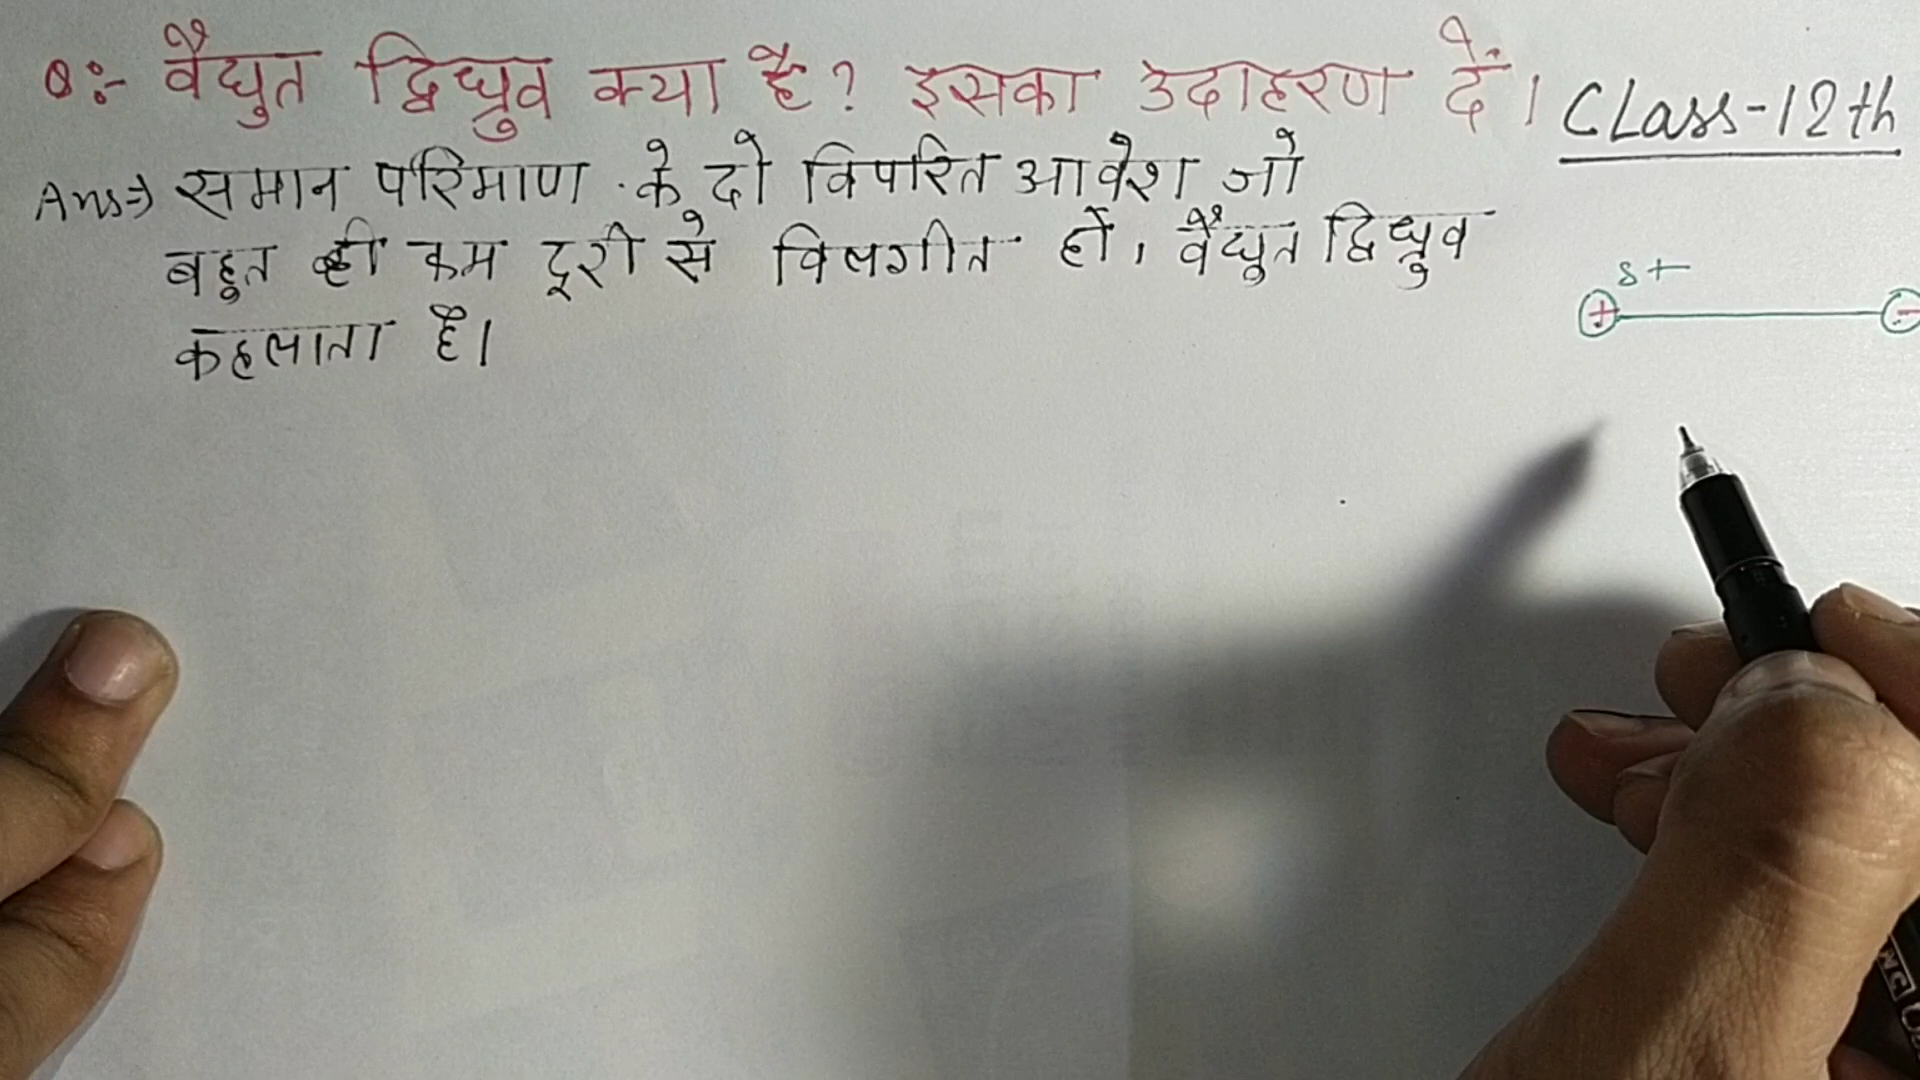 Q:- वैद्युत द्विध्रुव क्या है? इसका उदाहरण दें।
CLass-12th
Ans→ समान परिमाण के दो विपरित आवेश जो
बहुत ही कम दूरी से विलगीत हों, वैद्युत द्विध्रुव
कहलाता है।
δ+
+ -